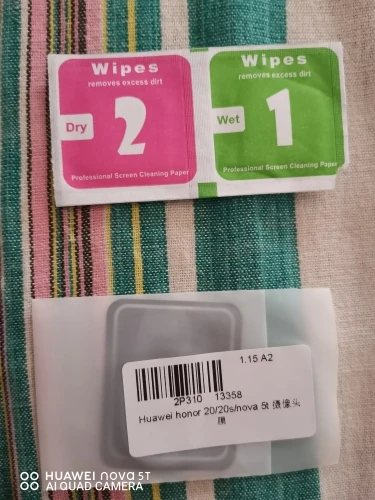 Wipes
removes excess dirt
Dry
2
Professional Screen Cleaning Paper
Wipes
removes excess dirt
Wet
1
Professional Screen Cleaning Paper
1.15 A2
2P310 13358
Huawei honor 20/20s/nova 5t 摄像头
膜
HUAWEI nova 5T
AI QUAD CAMERA